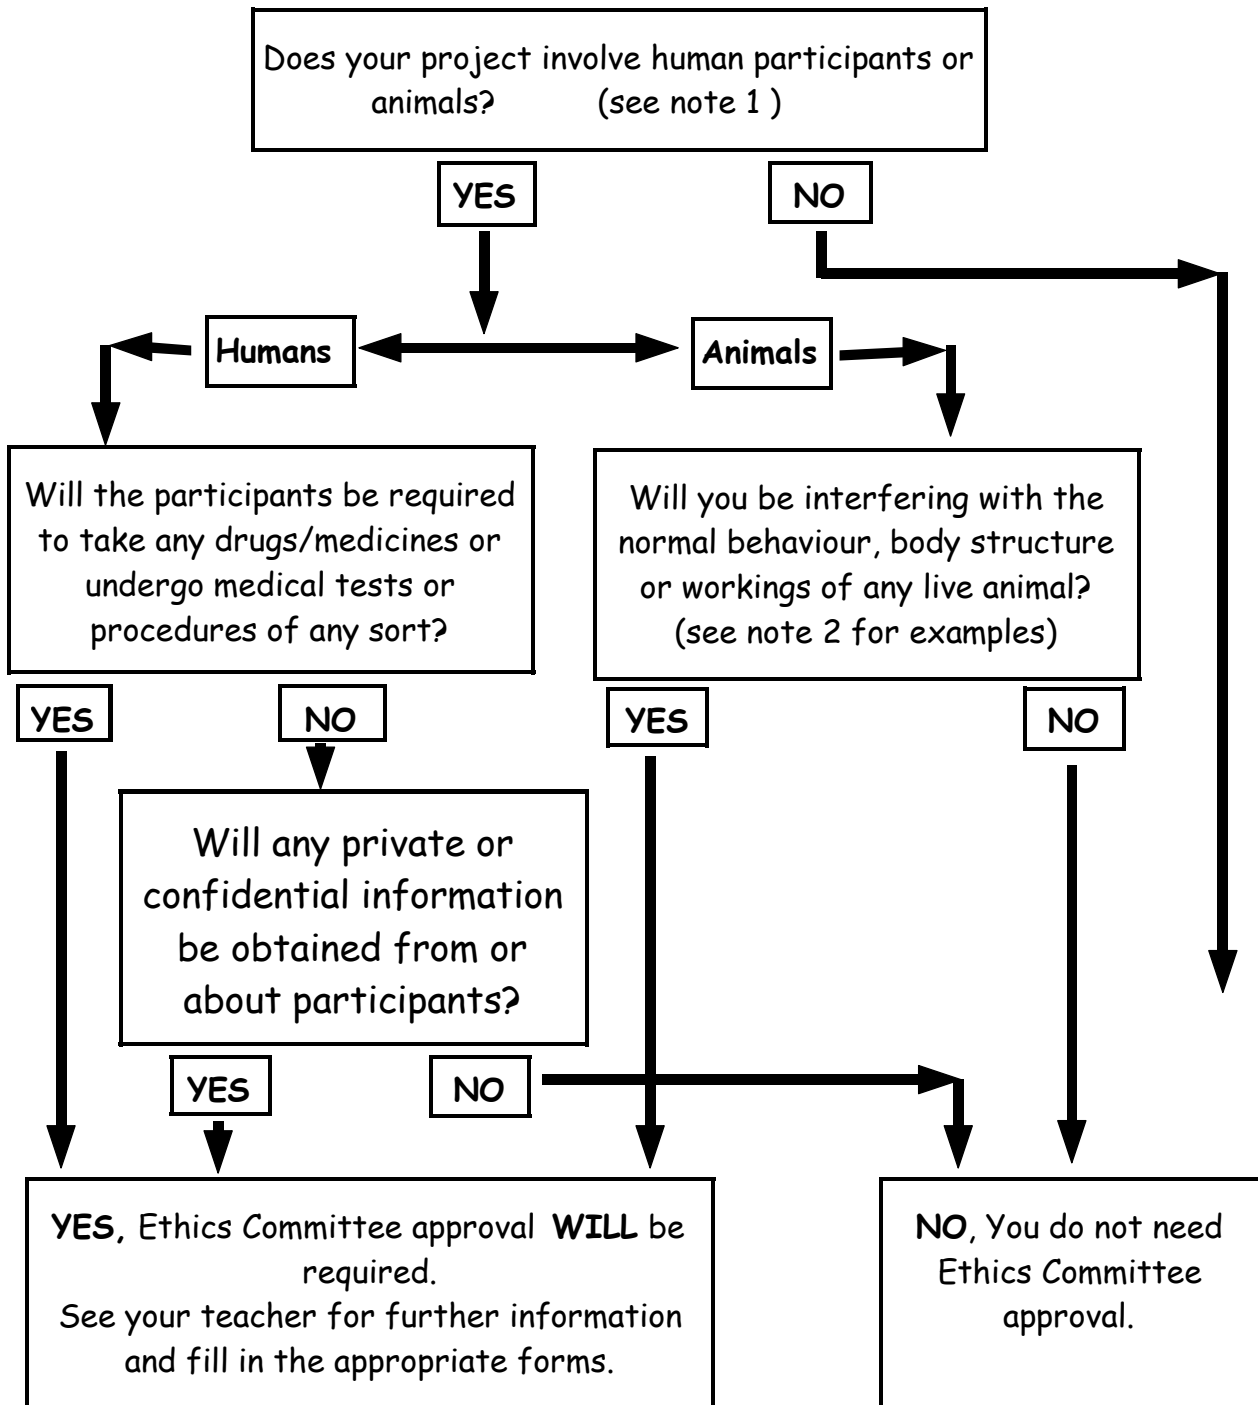 Does your project involve human participants or
animals? (see note 1 )
YES
NO
Humans
Animals
Will the participants be required
to take any drugs/medicines or
undergo medical tests or
procedures of any sort?
Will you be interfering with the
normal behaviour, body structure
or workings of any live animal?
(see note 2 for examples)
YES
NO
YES
NO
Will any private or
confidential information
be obtained from or
about participants?
YES
NO
YES, Ethics Committee approval WILL be
required.
See your teacher for further information
and fill in the appropriate forms.
NO, You do not need
Ethics Committee
approval.